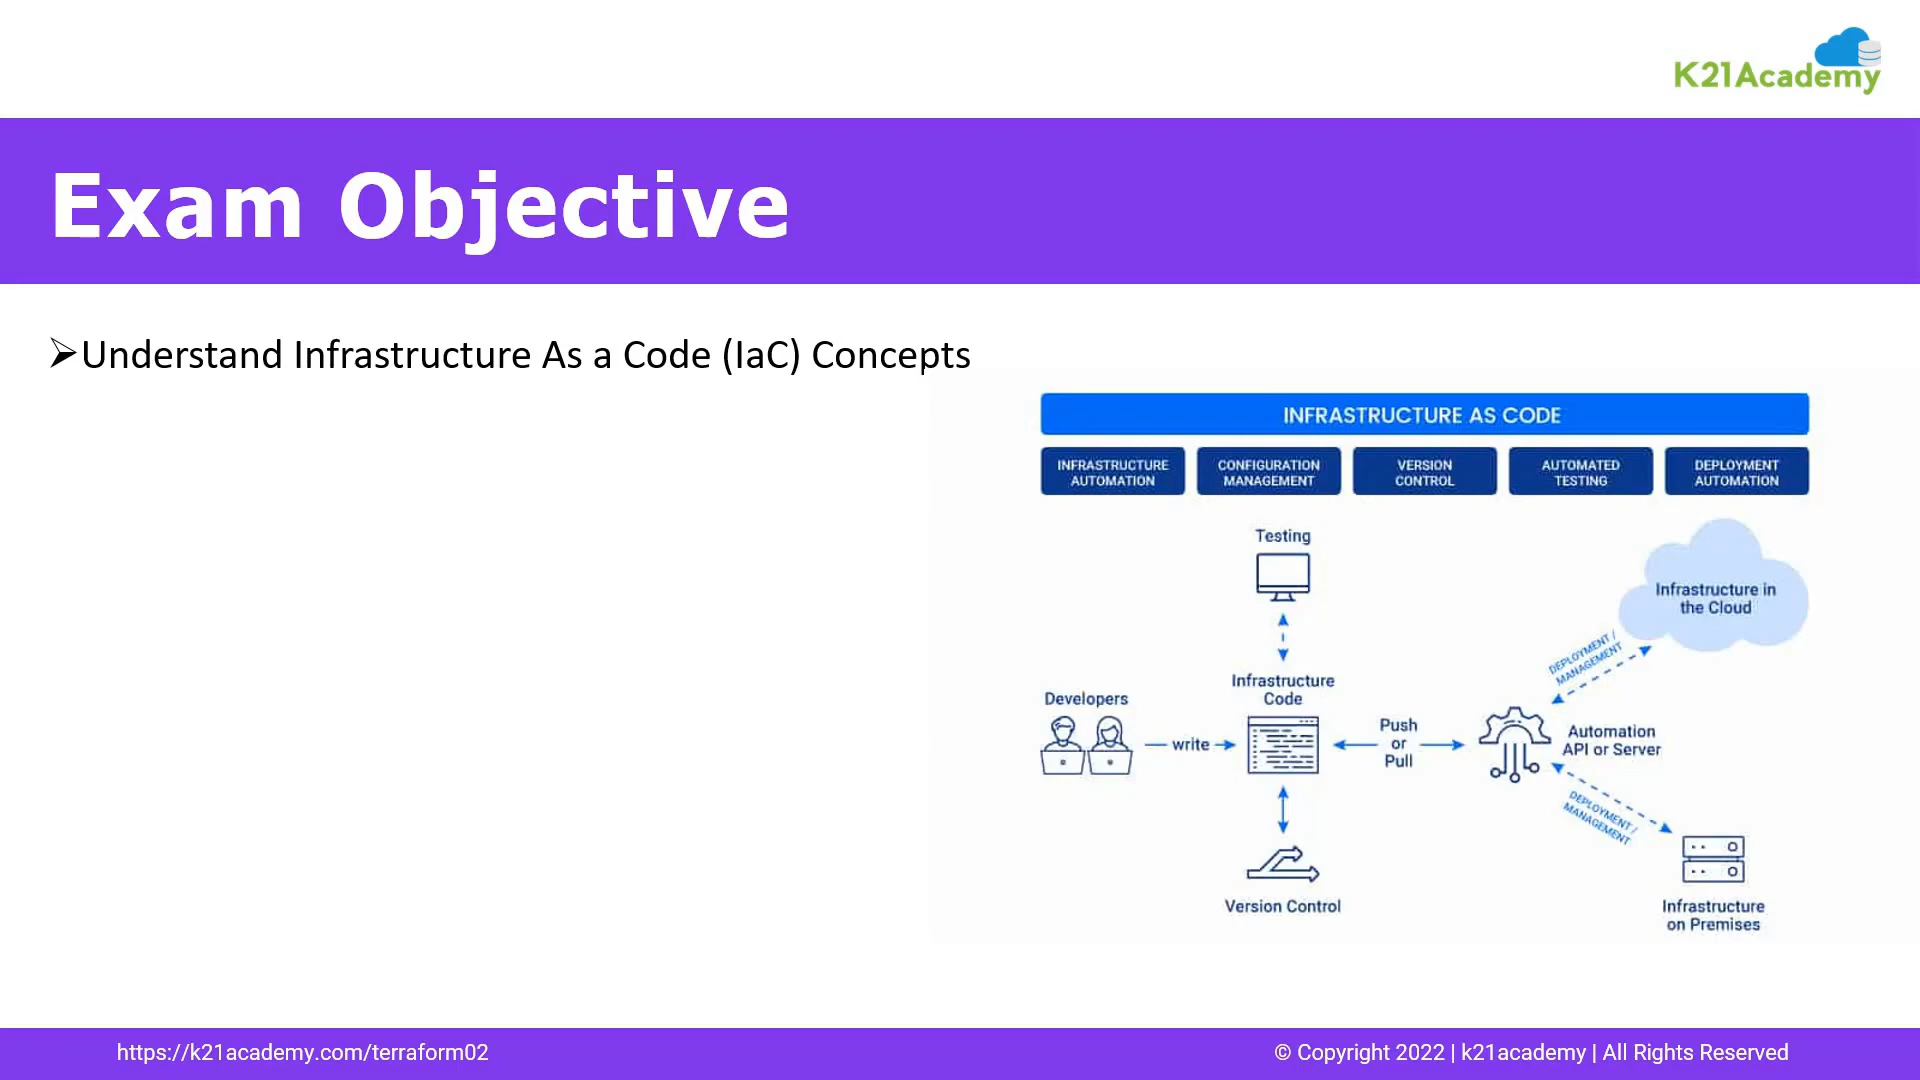 K21Academy
Exam Objective
➢Understand Infrastructure As a Code (IaC) Concepts
INFRASTRUCTURE AS CODE
INFRASTRUCTURE
AUTOMATION
CONFIGURATION
MANAGEMENT
VERSION
CONTROL
AUTOMATED
TESTING
DEPLOYMENT
AUTOMATION
Testing
Infrastructure in
the Cloud
DEPLOYMENT /
MANAGEMENT
Infrastructure
Code
Developers
write
Push
or
Pull
Automation
API or Server
DEPLOYMENT /
MANAGEMENT
Version Control
Infrastructure
on Premises
https://k21academy.com/terraform02
© Copyright 2022 | k21academy | All Rights Reserved